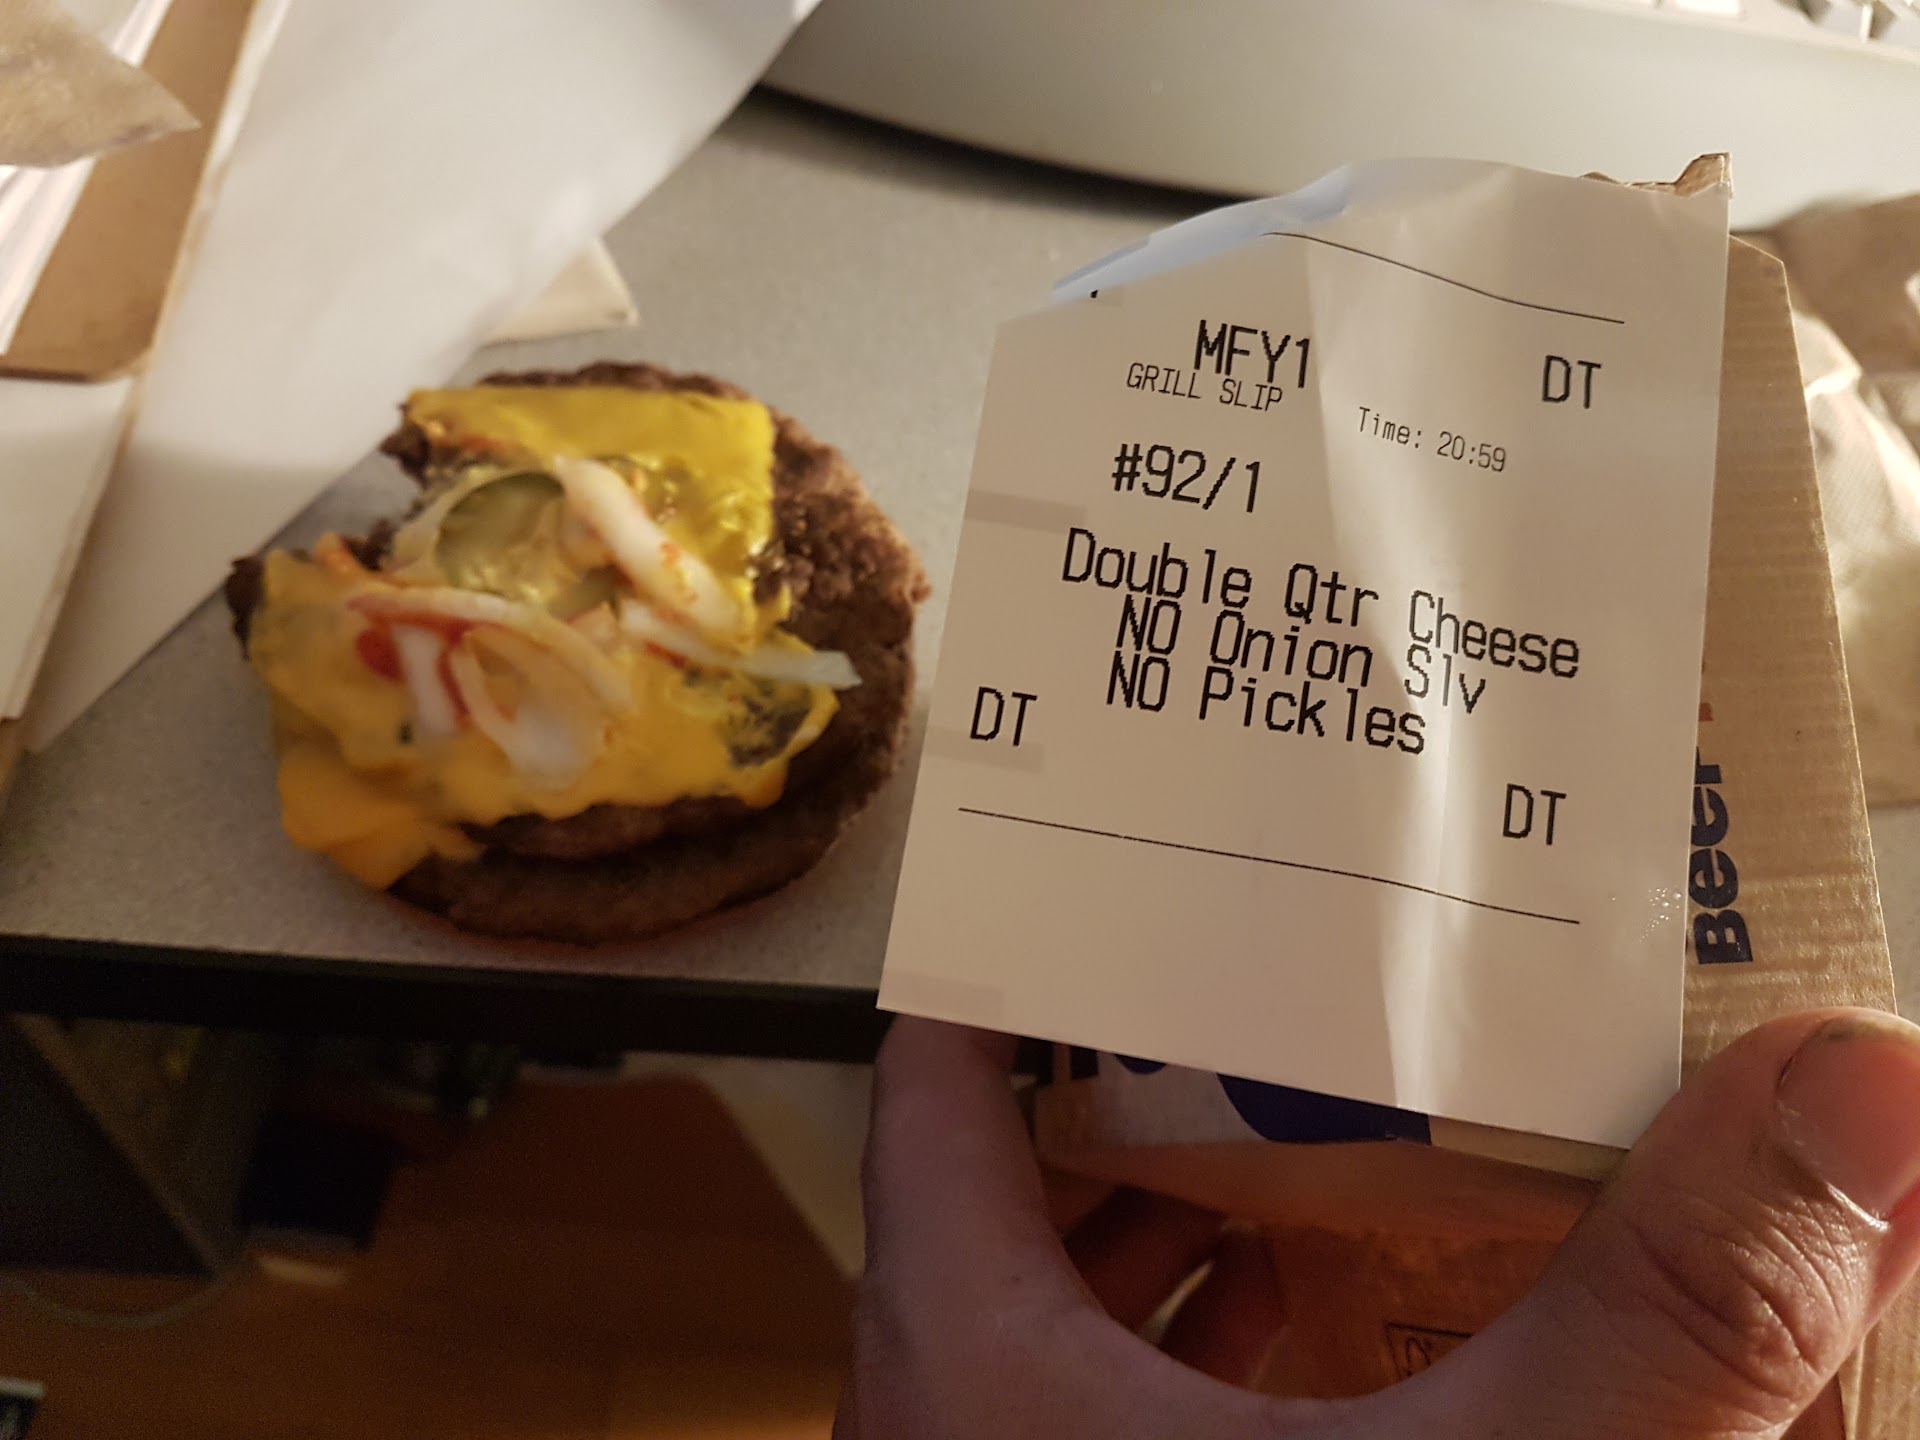 MFY1 DT
GRILL SLIP
Time: 20:59
#92/1
Double Qtr Cheese
NO Onion Slv
NO Pickles
DT
DT
Beef